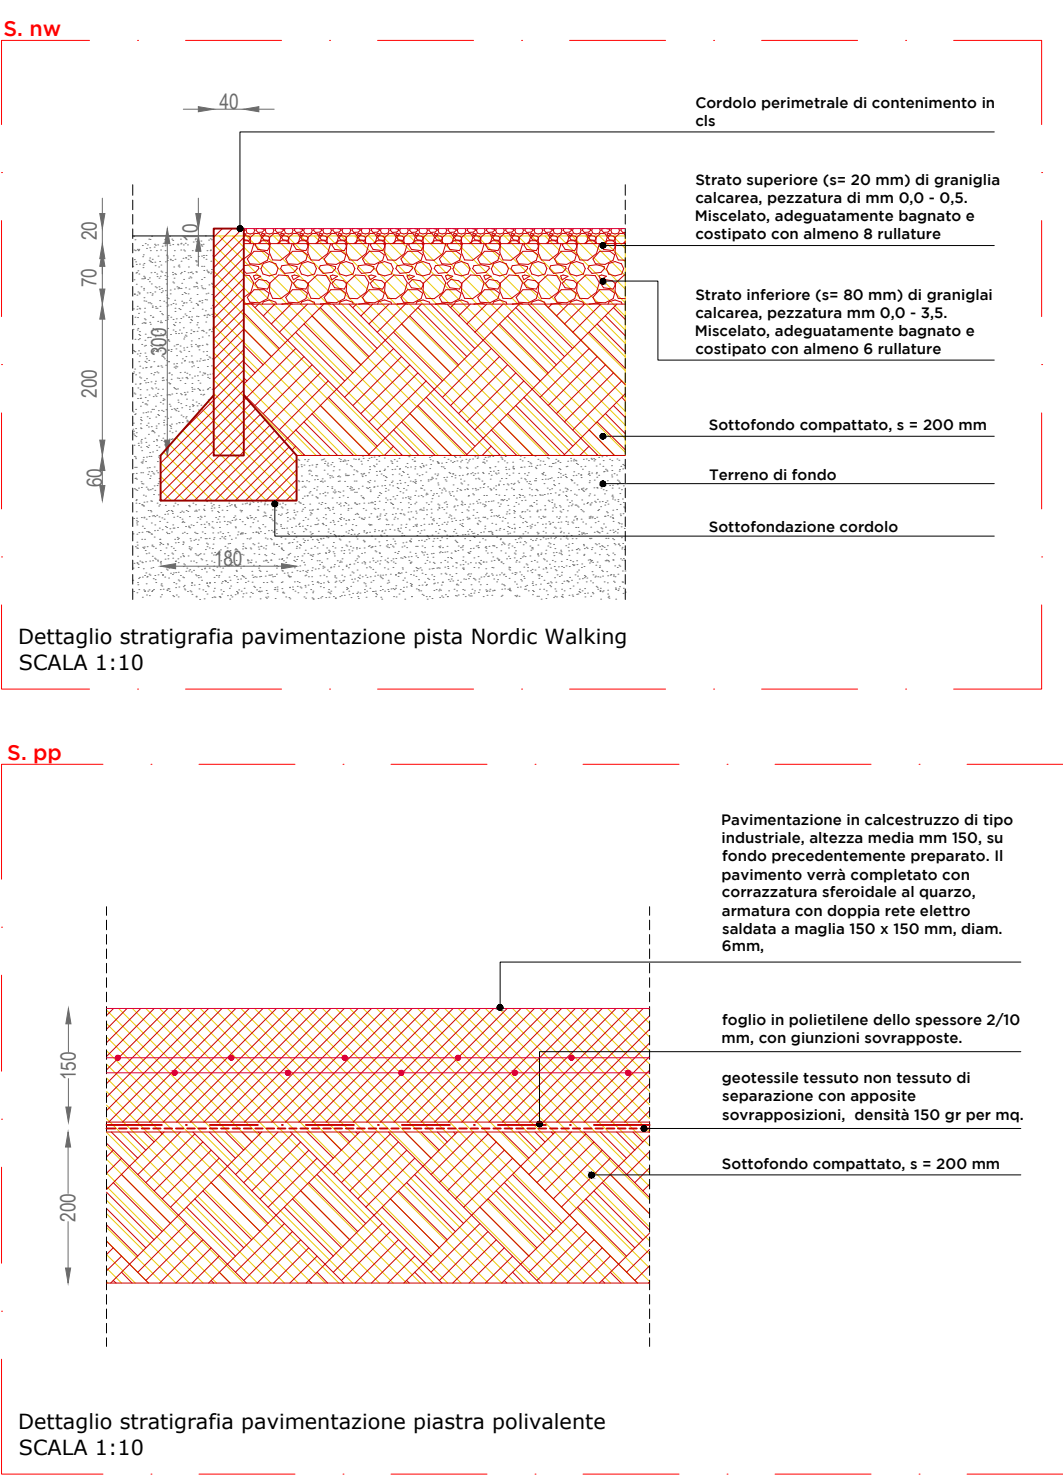 S. nw
40
Cordolo perimetrale di contenimento in
cls
Strato superiore (s= 20 mm) di graniglia
calcarea, pezzatura di mm 0,0 - 0,5.
Miscelato, adeguatamente bagnato e
costipato con almeno 8 rullature
20
10
70
Strato inferiore (s= 80 mm) di graniglai
calcarea, pezzatura mm 0,0 - 3,5.
Miscelato, adeguatamente bagnato e
costipato con almeno 6 rullature
300
200
Sottofondo compattato, s = 200 mm
60
Terreno di fondo
Sottofondazione cordolo
180
Dettaglio stratigrafia pavimentazione pista Nordic Walking
SCALA 1:10
S. pp
Pavimentazione in calcestruzzo di tipo
industriale, altezza media mm 150, su
fondo precedentemente preparato. Il
pavimento verrà completato con
corrazzatura sferoidale al quarzo,
armatura con doppia rete elettro
saldata a maglia 150 x 150 mm, diam.
6mm,
150
foglio in polietilene dello spessore 2/10
mm, con giunzioni sovrapposte.
geotessile tessuto non tessuto di
separazione con apposite
sovrapposizioni, densità 150 gr per mq.
Sottofondo compattato, s = 200 mm
200
Dettaglio stratigrafia pavimentazione piastra polivalente
SCALA 1:10